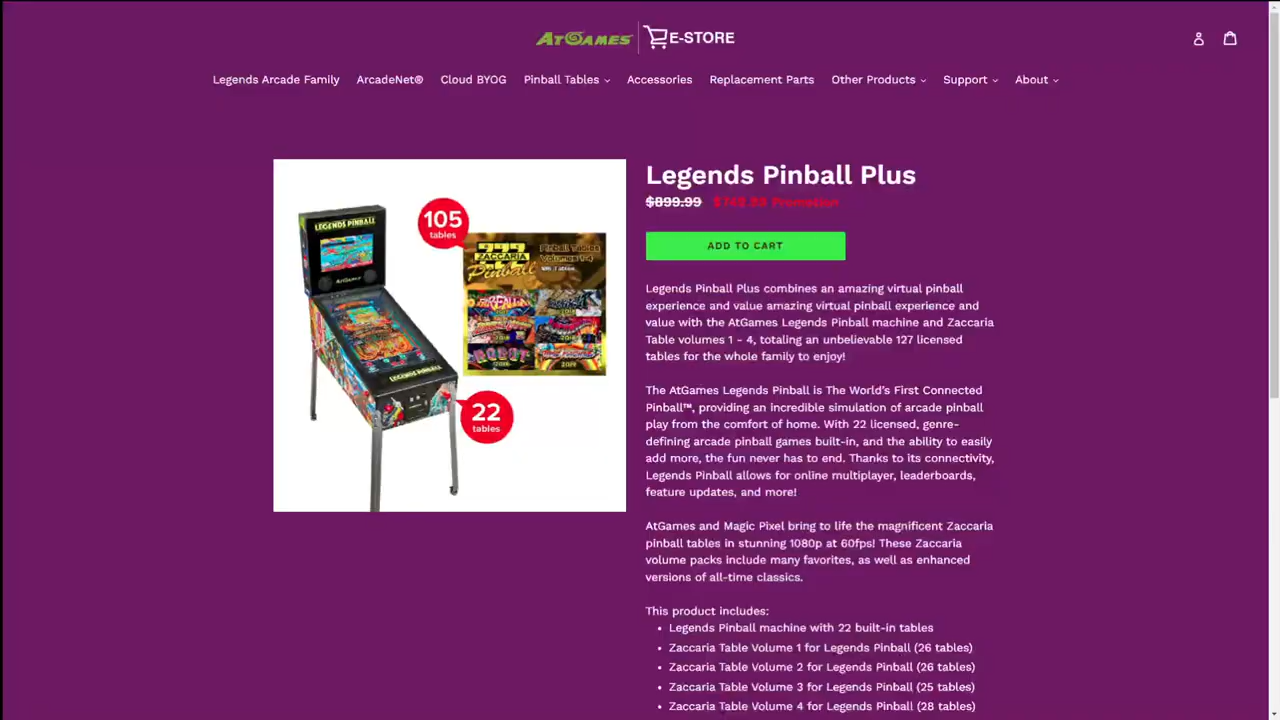 ATGAMES E-STORE
Legends Arcade Family ArcadeNet® Cloud BYOG Pinball Tables Accessories Replacement Parts Other Products Support About
Legends Pinball Plus
$899.99 Promotion
ADD TO CART
105
tables
ZACCARIA
Pinball
Pinball Tables
Volumes 1-4
LEGENDS PINBALL
ATGAMES
ROBOT
LEGENDS PINBALL
22
tables
Legends Pinball Plus combines an amazing virtual pinball
experience and value amazing virtual pinball experience and
value with the AtGames Legends Pinball machine and Zaccaria
Table volumes 1 - 4, totaling an unbelievable 127 licensed
tables for the whole family to enjoy!
The AtGames Legends Pinball is The World's First Connected
Pinball™, providing an incredible simulation of arcade pinball
play from the comfort of home. With 22 licensed, genre-
defining arcade pinball games built-in, and the ability to easily
add more, the fun never has to end. Thanks to its connectivity,
Legends Pinball allows for online multiplayer, leaderboards,
feature updates, and more!
AtGames and Magic Pixel bring to life the magnificent Zaccaria
pinball tables in stunning 1080p at 60fps! These Zaccaria
volume packs include many favorites, as well as enhanced
versions of all-time classics.
This product includes:
• Legends Pinball machine with 22 built-in tables
• Zaccaria Table Volume 1 for Legends Pinball (26 tables)
• Zaccaria Table Volume 2 for Legends Pinball (26 tables)
• Zaccaria Table Volume 3 for Legends Pinball (25 tables)
• Zaccaria Table Volume 4 for Legends Pinball (28 tables)